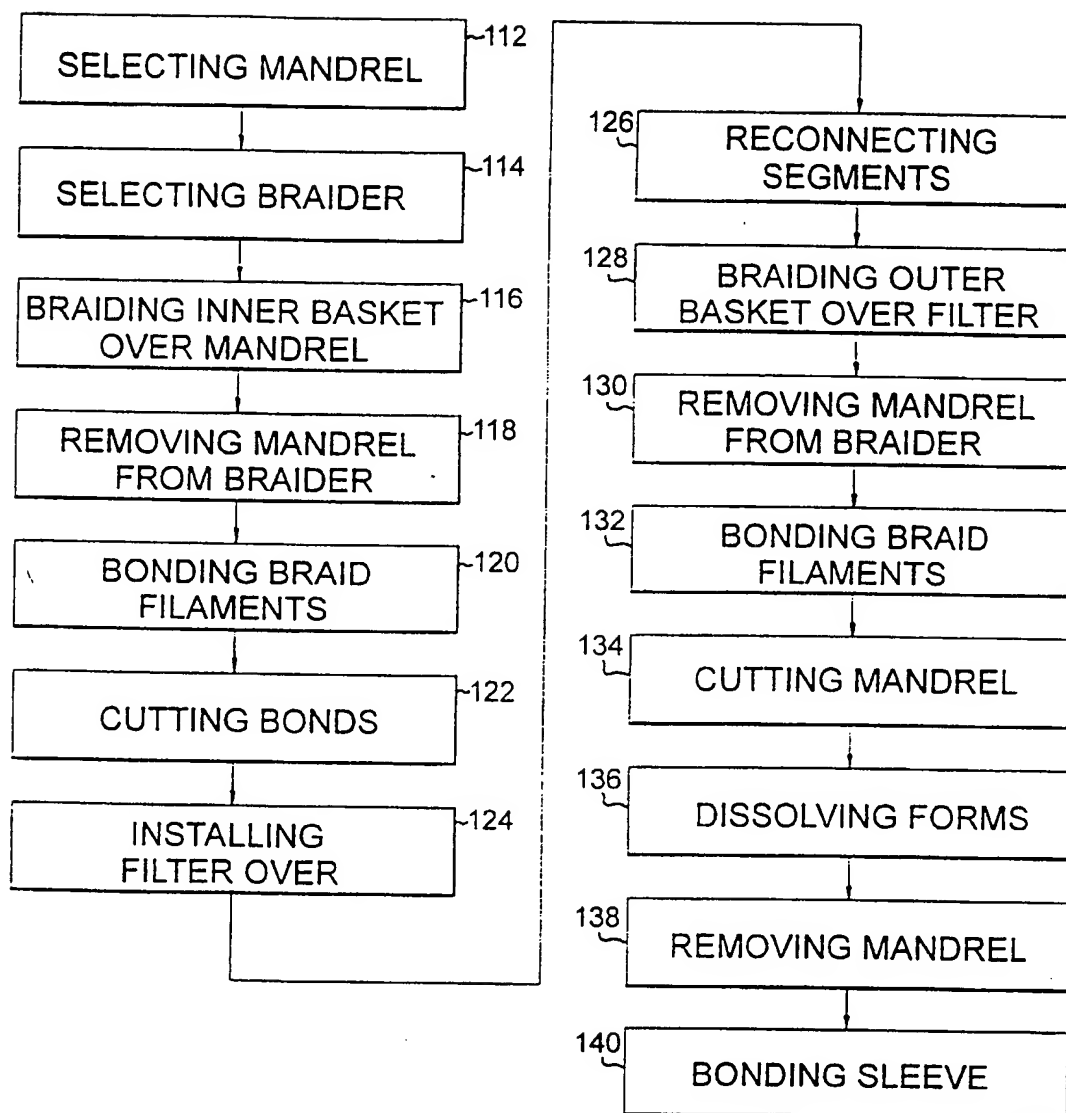 SELECTING MANDREL
112
SELECTING BRAIDER
114
BRAIDING INNER BASKET
OVER MANDREL
116
REMOVING MANDREL
FROM BRAIDER
118
BONDING BRAID
FILAMENTS
120
CUTTING BONDS
122
INSTALLING
FILTER OVER
124
126
RECONNECTING
SEGMENTS
128
BRAIDING OUTER
BASKET OVER FILTER
130
REMOVING MANDREL
FROM BRAIDER
132
BONDING BRAID
FILAMENTS
134
CUTTING MANDREL
136
DISSOLVING FORMS
138
REMOVING MANDREL
140
BONDING SLEEVE